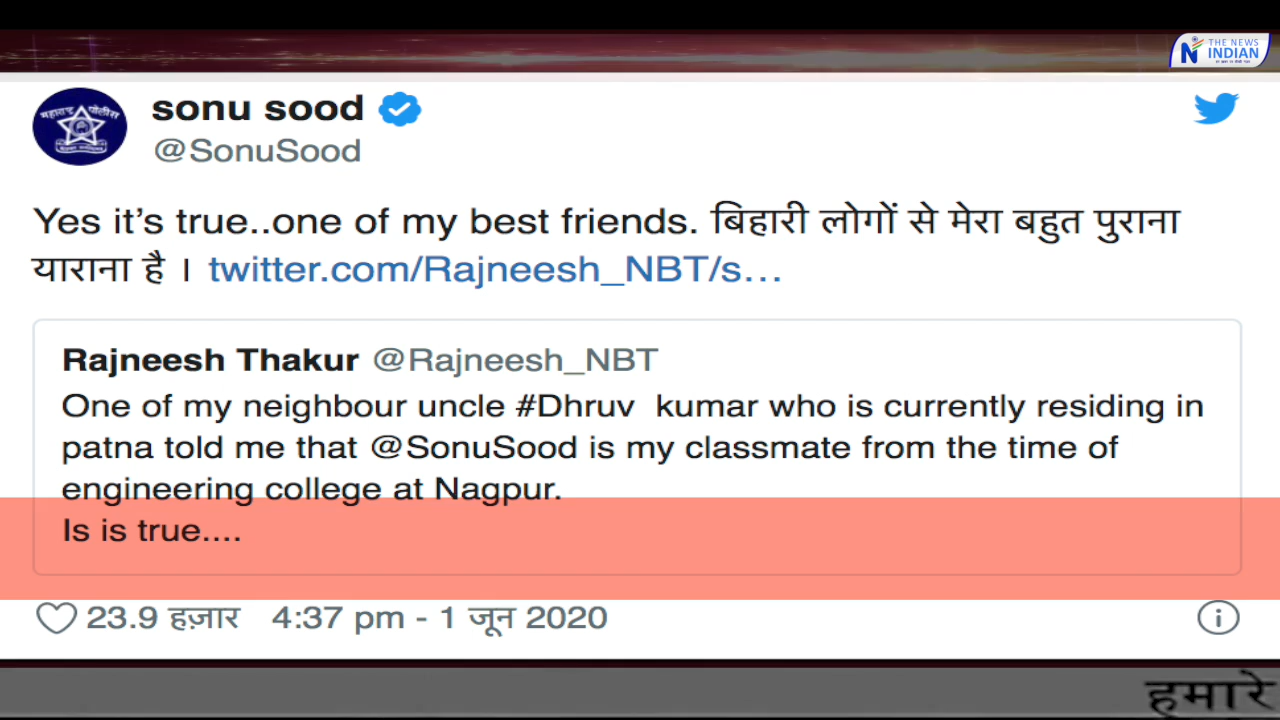 THE NEWS
INDIAN
महाराष्ट्र पोलीस
sonu sood
@SonuSood
Yes it’s true..one of my best friends. बिहारी लोगों से मेरा बहुत पुराना
याराना है । twitter.com/Rajneesh_NBT/s…
Rajneesh Thakur @Rajneesh_NBT
One of my neighbour uncle #Dhruv kumar who is currently residing in
patna told me that @SonuSood is my classmate from the time of
engineering college at Nagpur.
Is is true....
23.9 हज़ार 4:37 pm - 1 जून 2020
हमारे